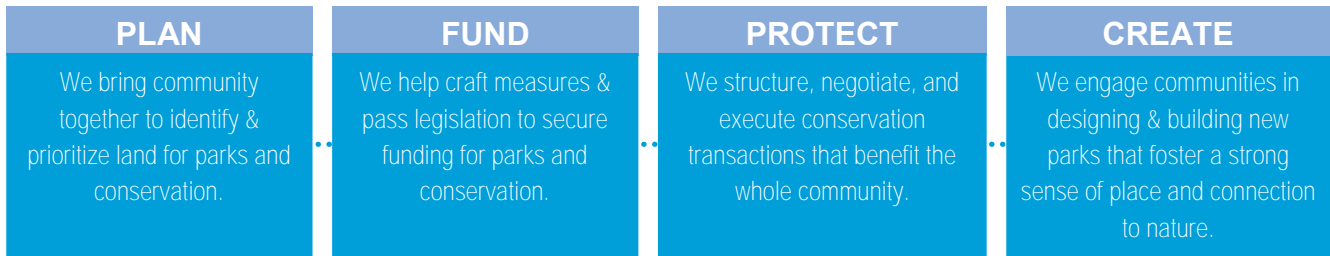 PLAN
We bring community
together to identify &
prioritize land for parks and
conservation.
FUND
We help craft measures &
pass legislation to secure
funding for parks and
conservation.
PROTECT
We structure, negotiate, and
execute conservation
transactions that benefit the
whole community.
CREATE
We engage communities in
designing & building new
parks that foster a strong
sense of place and connection
to nature.